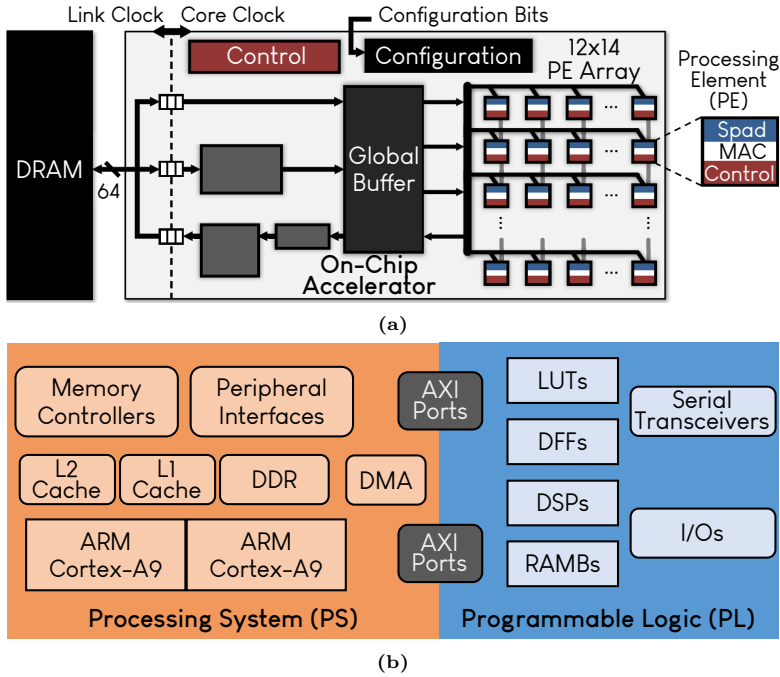 Link Clock
Core Clock
Configuration Bits
Control
Configuration
12x14
PE Array
Processing
Element
(PE)
DRAM
64
Global
Buffer
...
...
...
...
...
...
Spad
MAC
Control
On-Chip
Accelerator
(a)
Memory
Controllers
Peripheral
Interfaces
AXI
Ports
LUTs
Serial
Transceivers
DFFs
L2
Cache
L1
Cache
DDR
DMA
DSPs
I/Os
ARM
Cortex-A9
ARM
Cortex-A9
AXI
Ports
RAMBs
Processing System (PS)
Programmable Logic (PL)
(b)